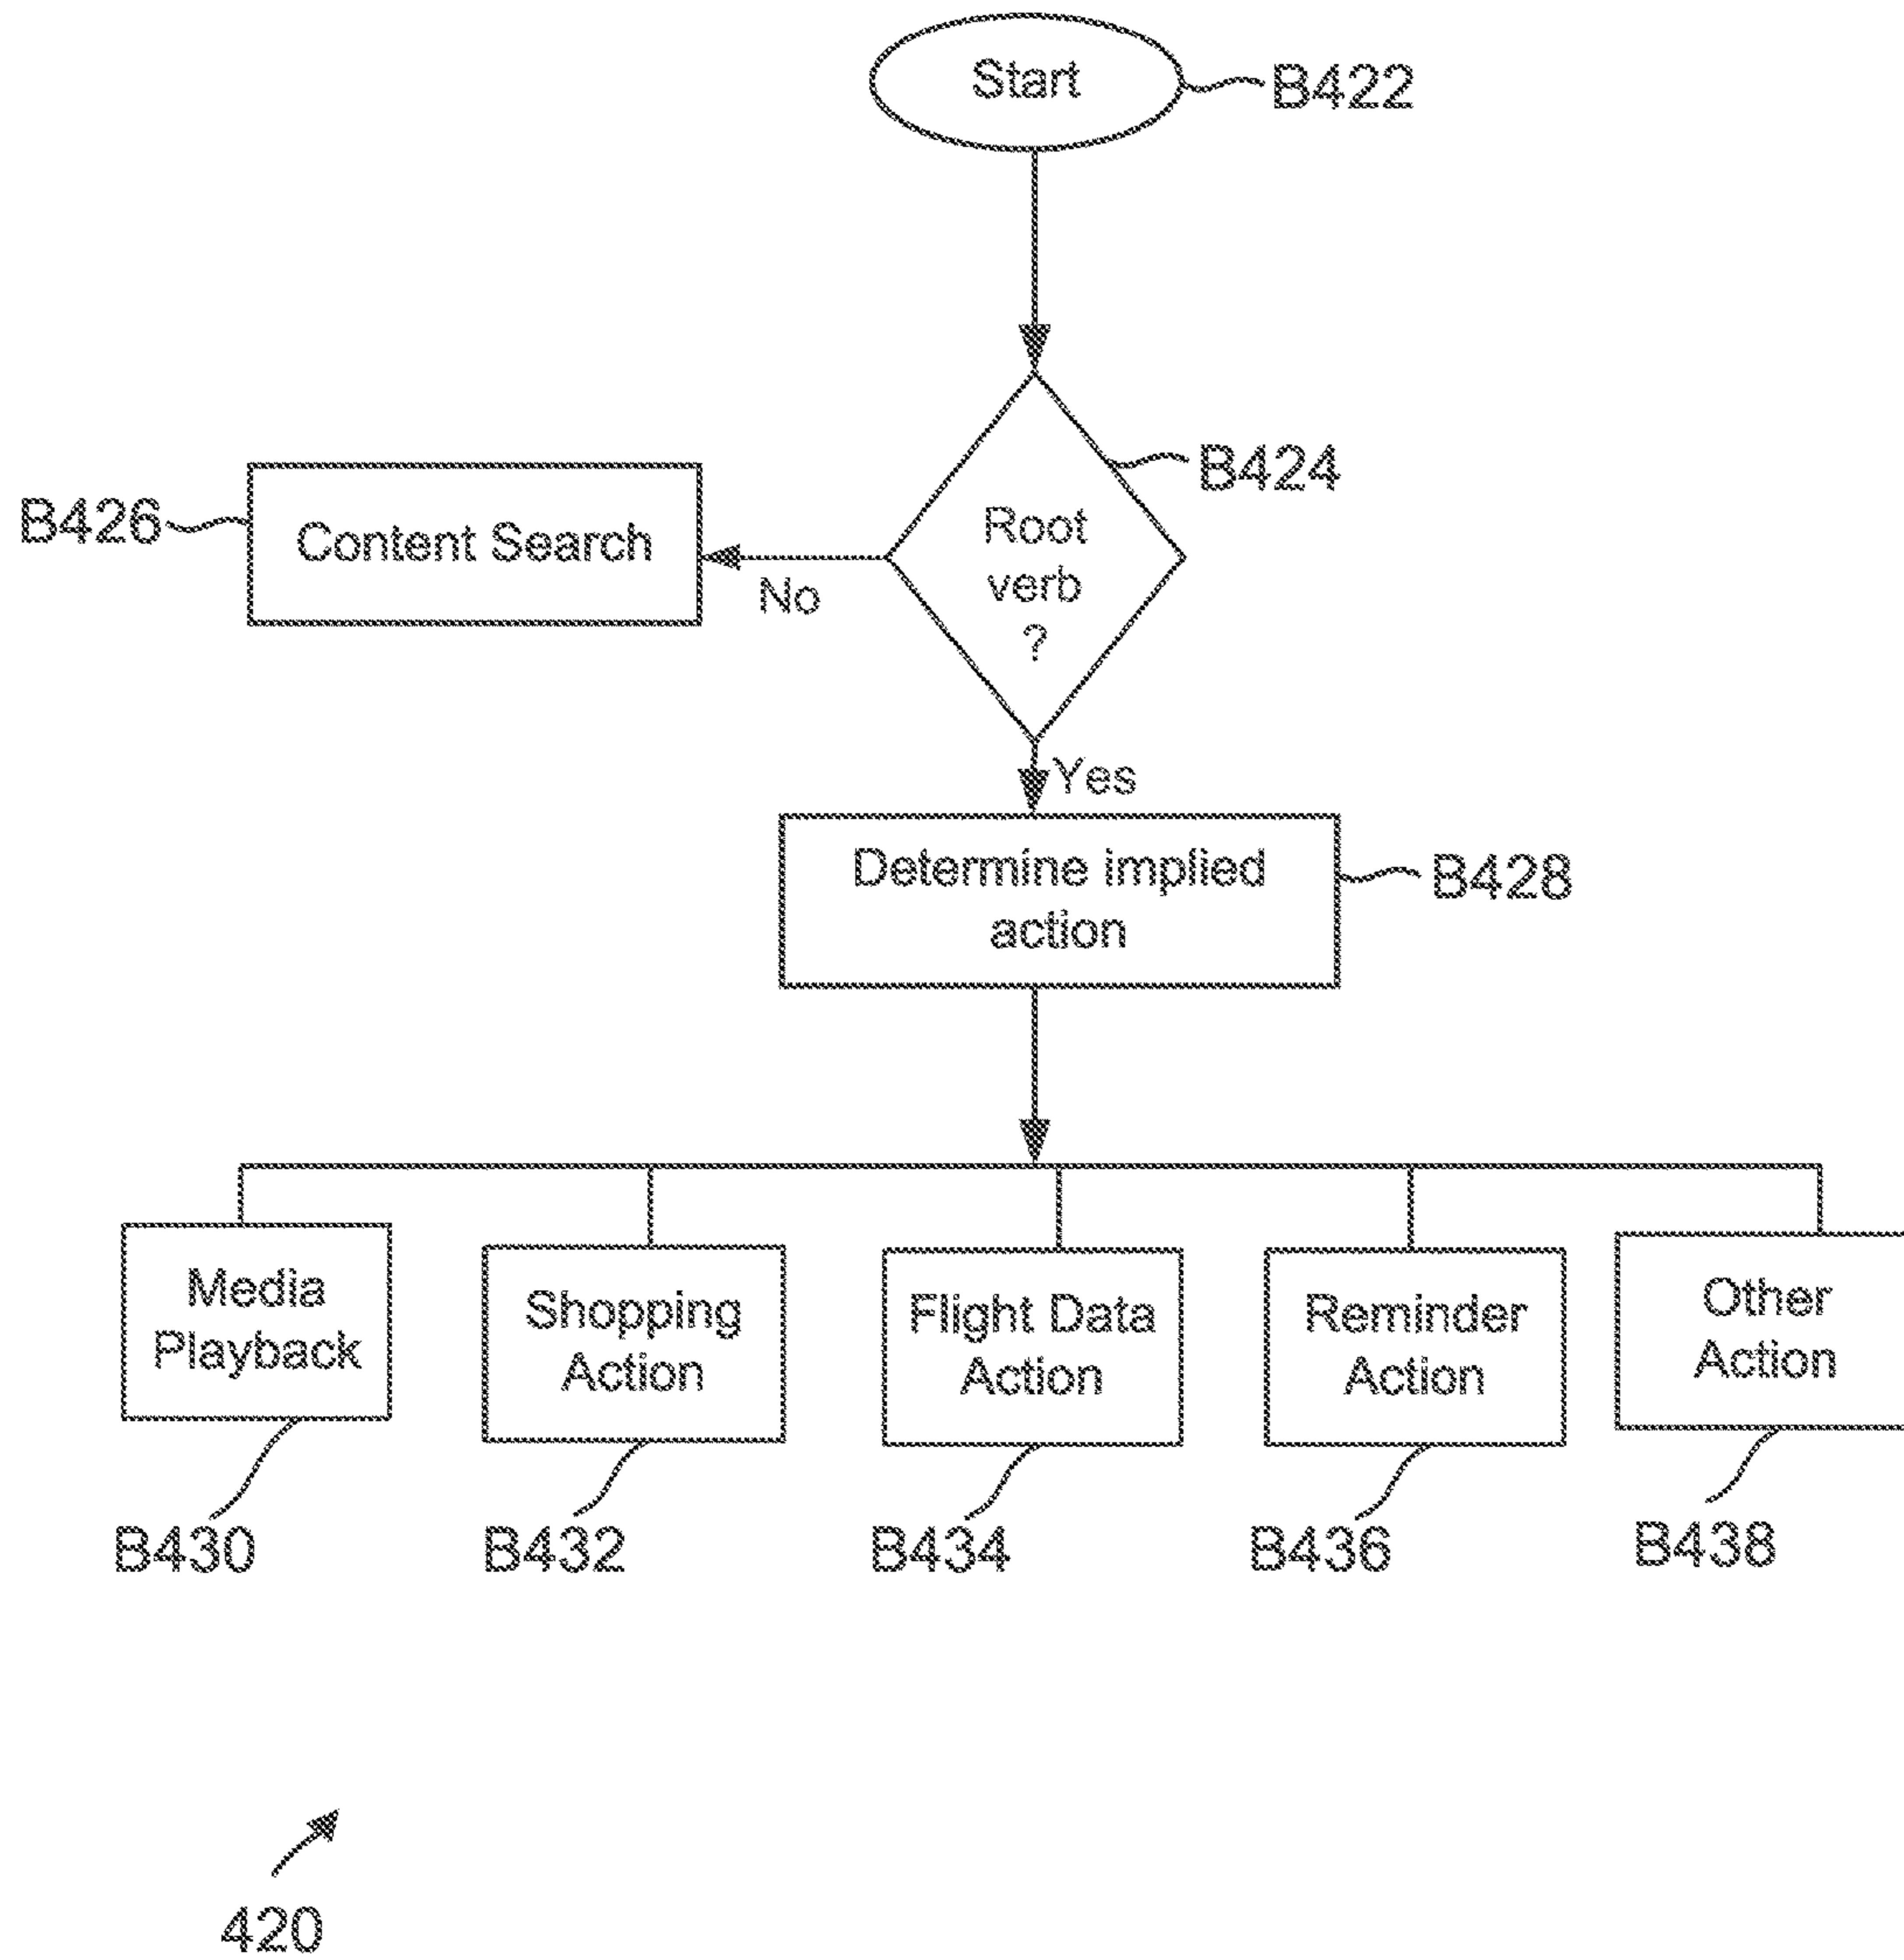 Start
B422
B424
Root
verb
?
B426
Content Search
No
Yes
Determine implied
action
B428
Media
Playback
Shopping
Action
Flight Data
Action
Reminder
Action
Other
Action
B430
B432
B434
B436
B438
420